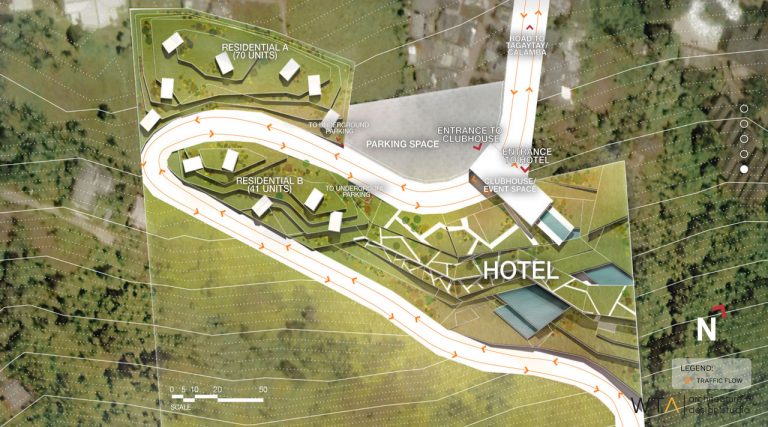 ROAD TO
TAGAYTAY/
CALAMBA
RESIDENTIAL A
(70 UNITS)
TO UNDERGROUND
PARKING
PARKING SPACE
ENTRANCE TO
CLUBHOUSE
ENTRANCE
TO HOTEL
CLUBHOUSE/
EVENT SPACE
RESIDENTIAL B
(41 UNITS)
TO UNDERGROUND
PARKING
HOTEL
N
LEGEND:
TRAFFIC FLOW
0 5 10 20 50
SCALE
WTA architecture +
design studio